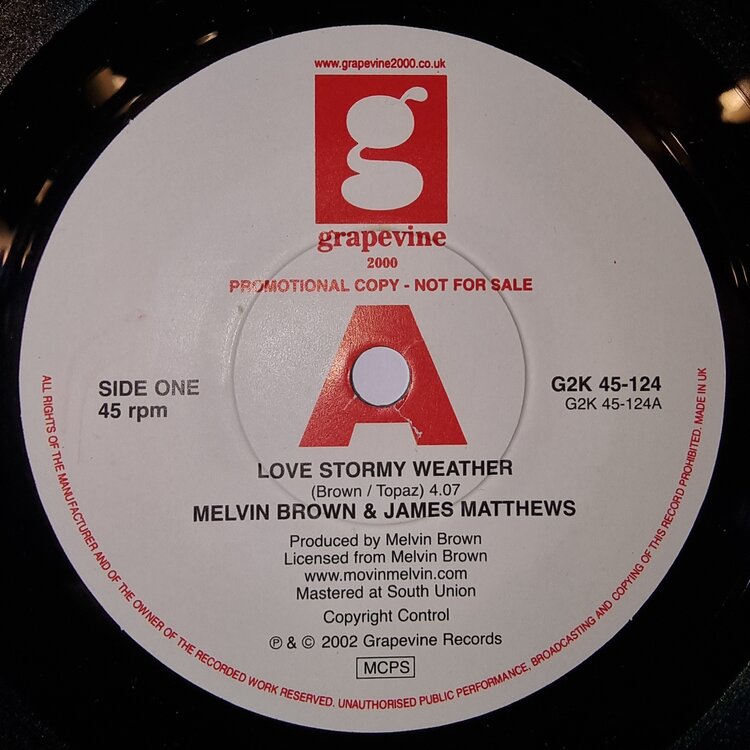 www.grapevine2000.co.uk
g
grapevine
2000
PROMOTIONAL COPY - NOT FOR SALE
A
SIDE ONE
45 rpm
G2K 45-124
G2K 45-124A
LOVE STORMY WEATHER
(Brown / Topaz) 4.07
MELVIN BROWN & JAMES MATTHEWS
Produced by Melvin Brown
Licensed from Melvin Brown
www.movinmelvin.com
Mastered at South Union
Copyright Control
℗ & © 2002 Grapevine Records
MCPS
ALL RIGHTS OF THE MANUFACTURER AND OF THE OWNER OF THE RECORDED WORK RESERVED. UNAUTHORISED PUBLIC PERFORMANCE, BROADCASTING AND COPYING OF THIS RECORD PROHIBITED. MADE IN UK